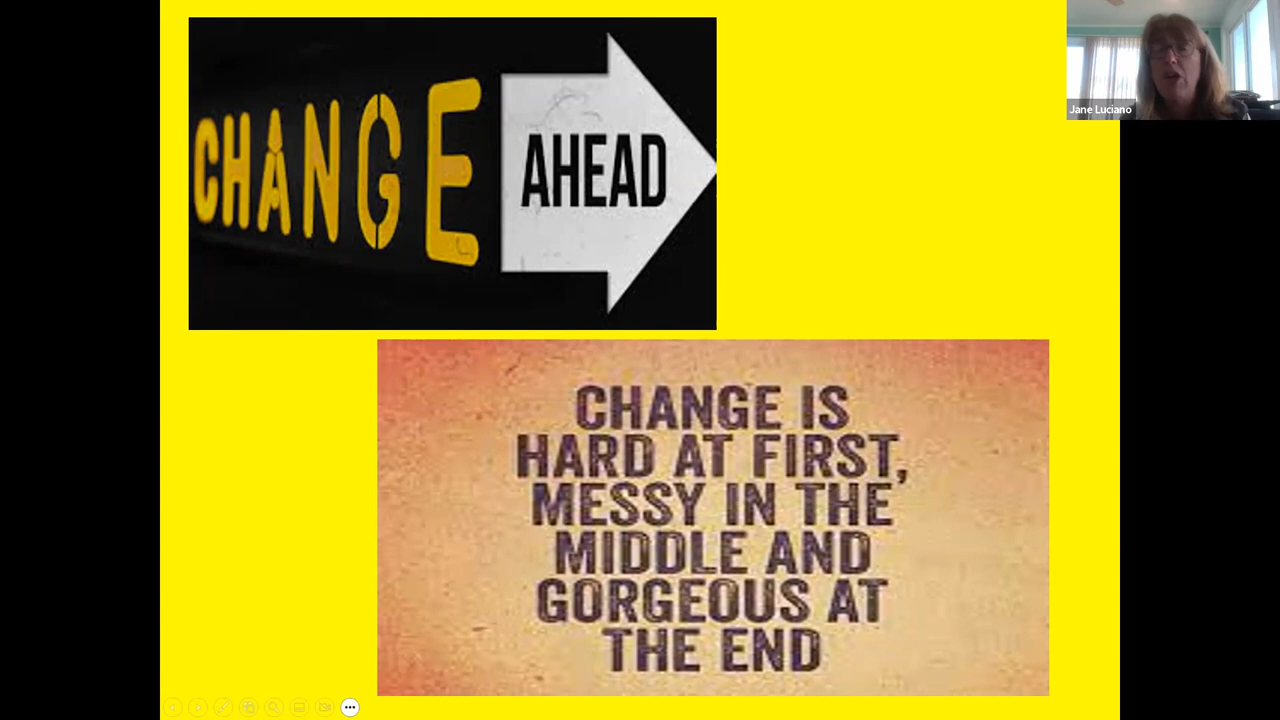 CHANGE AHEAD
Jane Luciano
CHANGE IS
HARD AT FIRST,
MESSY IN THE
MIDDLE AND
GORGEOUS AT
THE END